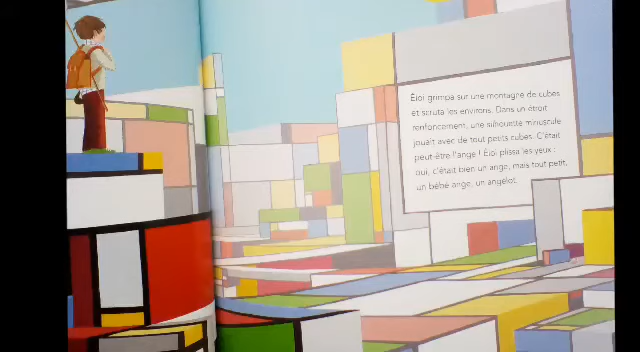 Éloi grimpa sur une montagne de cubes
et scruta les environs. Dans un étroit
renfoncement, une silhouette minuscule
jouait avec de tout petits cubes. C'était
peut-être l'ange ! Éloi plissa les yeux :
oui, c'était bien un ange, mais tout petit,
un bébé ange, un angelot.